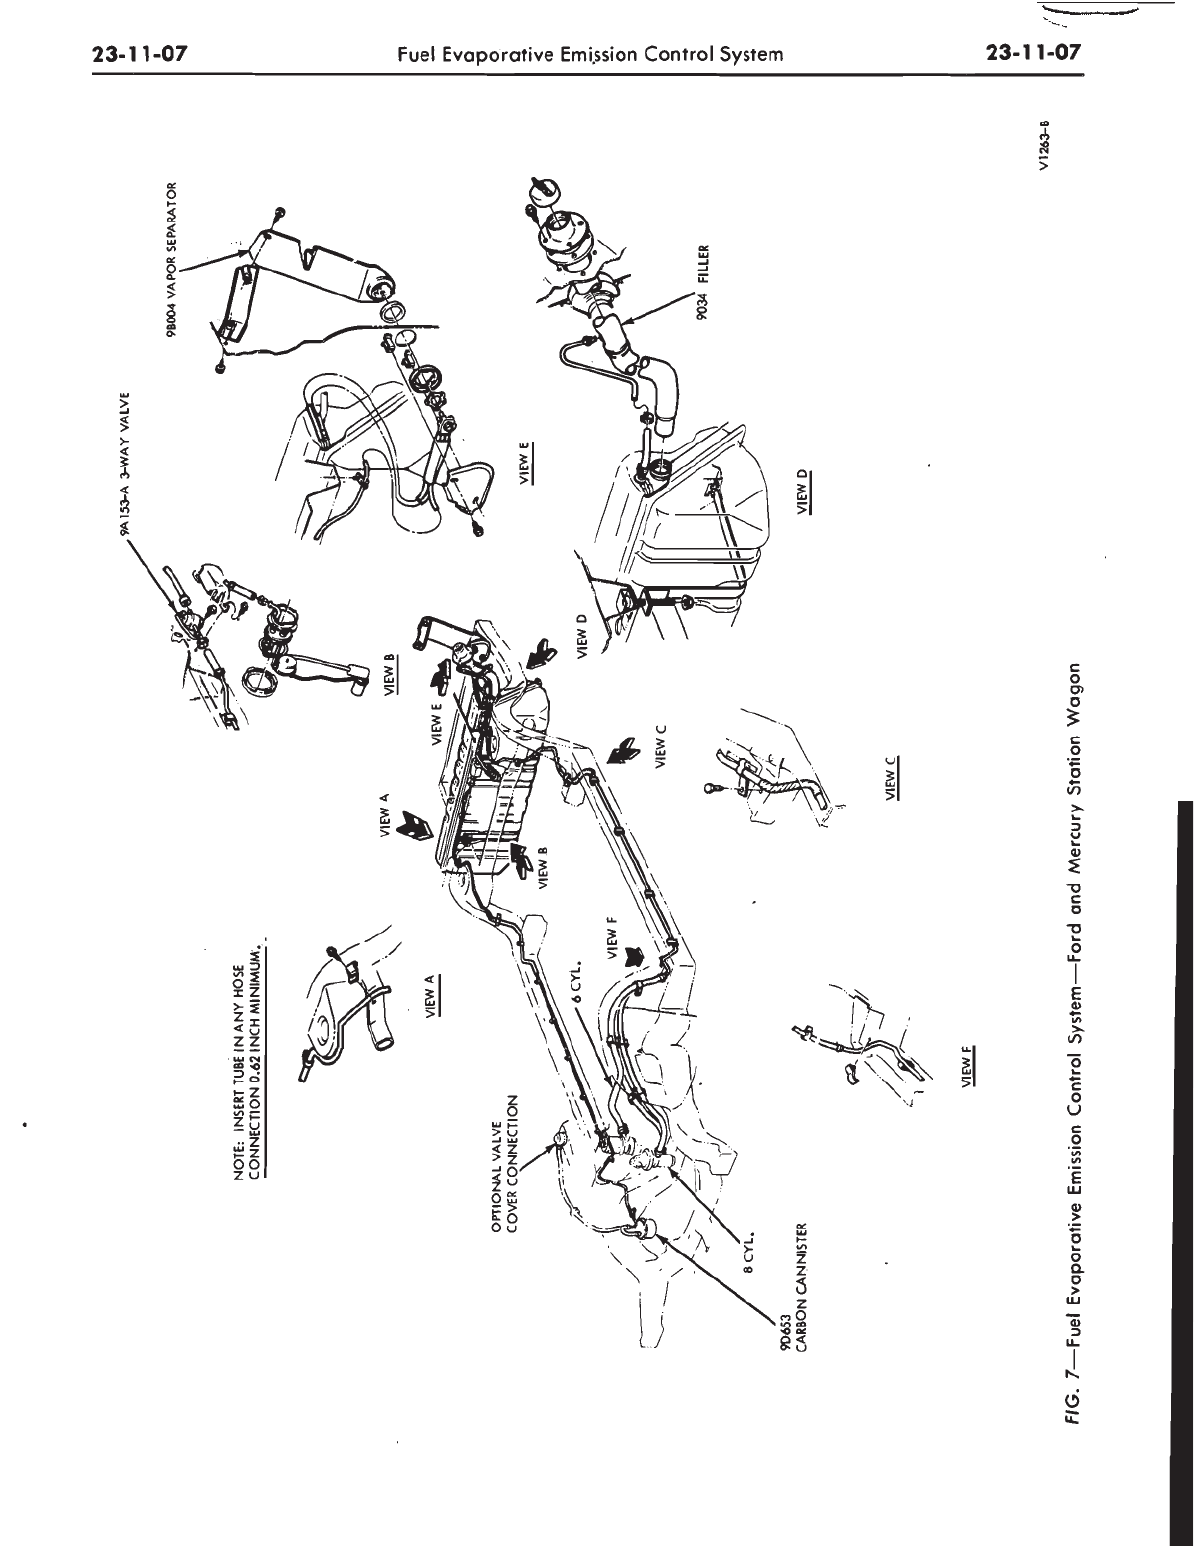 23-11-07
Fuel Evaporative Emission Control System
23-11-07
V1263-B
9B004 VAPOR SEPARATOR
9A153-A 3-WAY VALVE
9034 FILLER
VIEW E
VIEW D
VIEW B
VIEW E
VIEW D
VIEW A
VIEW C
VIEW B
VIEW C
NOTE: INSERT TUBE IN ANY HOSE
CONNECTION 0.62 INCH MINIMUM.
VIEW A
VIEW F
6 CYL.
VIEW F
OPTIONAL VALVE
COVER CONNECTION
8 CYL.
9D653
CARBON CANNISTER
FIG. 7—Fuel Evaporative Emission Control System—Ford and Mercury Station Wagon